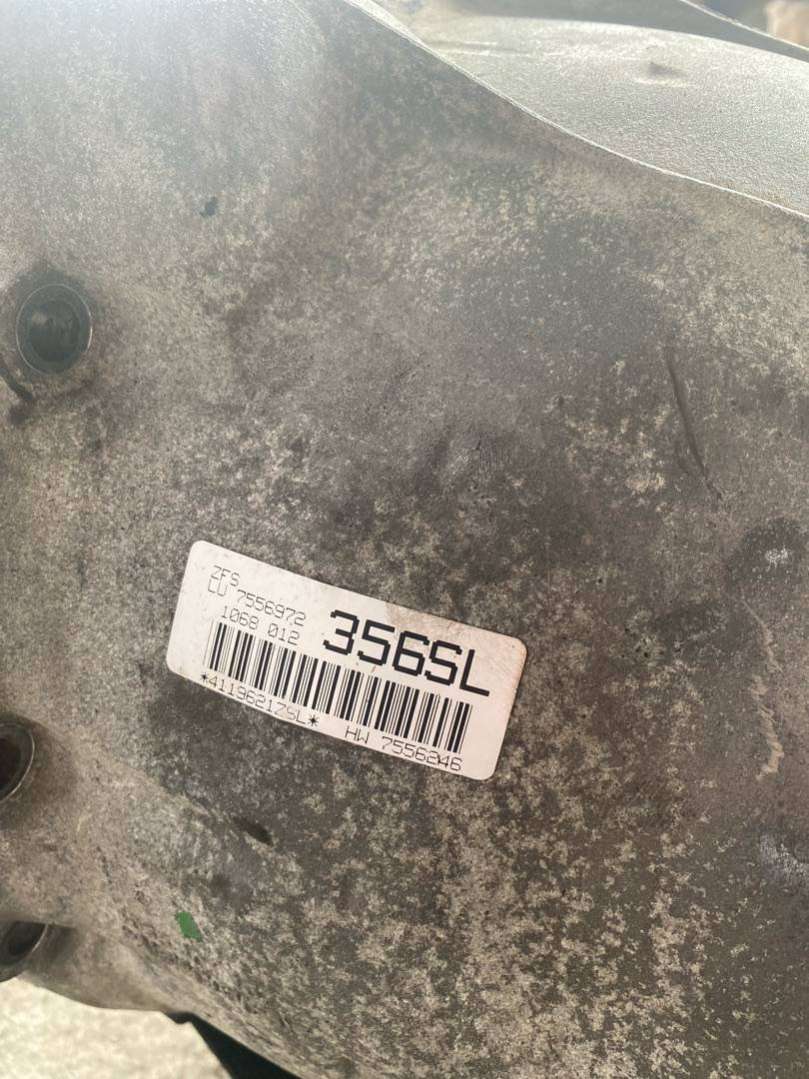 ZFS
LU 7556972
1068 012
356SL
*41196217SL*
HW 7556246